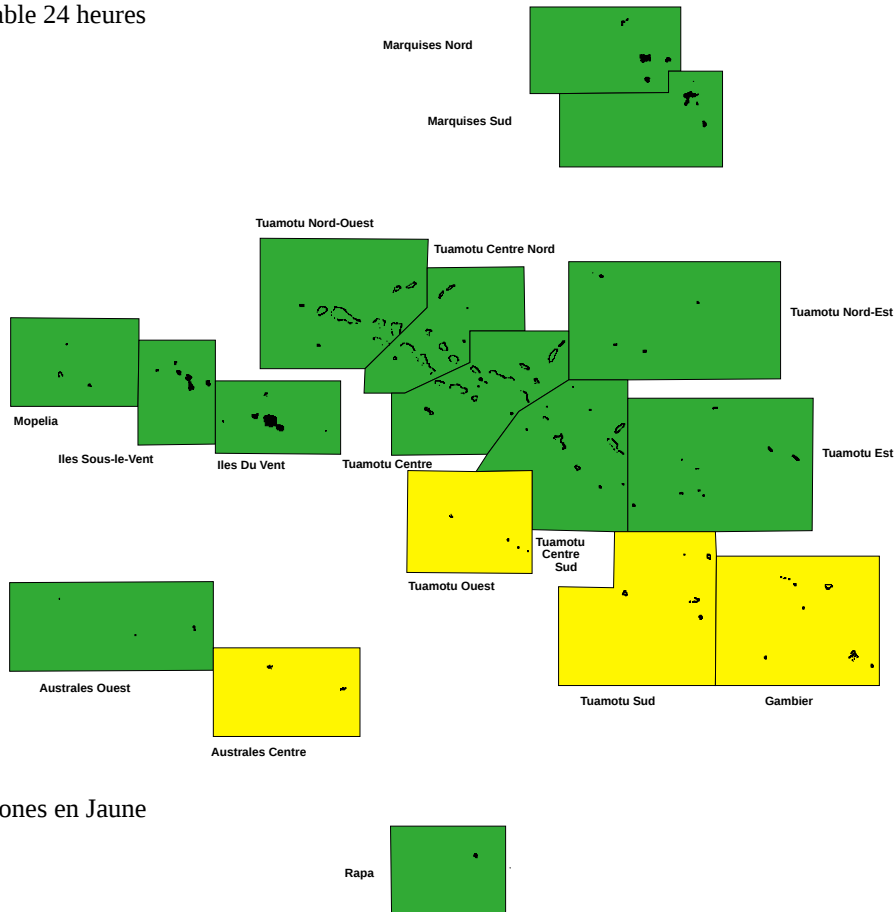 24 heures
Marquises Nord
Marquises Sud
Tuamotu Nord-Ouest
Tuamotu Centre Nord
Tuamotu Nord-Est
Mopelia
Iles Sous-le-Vent
Iles Du Vent
Tuamotu Centre
Tuamotu Est
Tuamotu
Centre
Sud
Tuamotu Ouest
Australes Ouest
Tuamotu Sud
Gambier
Australes Centre
en Jaune
Rapa